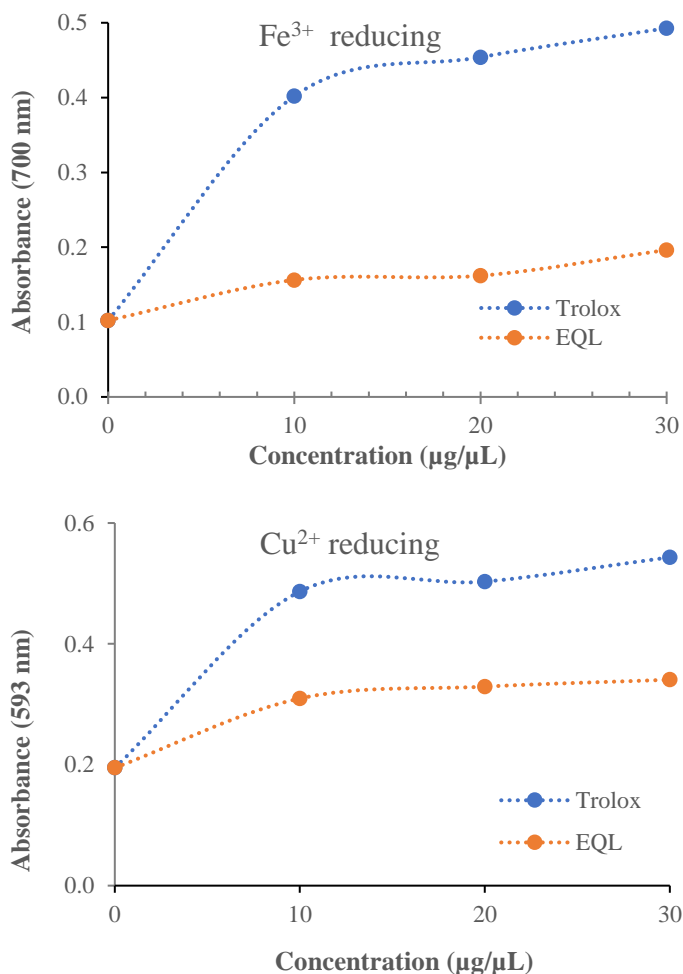 Fe³⁺ reducing
Absorbance (700 nm)
0.5
0.4
0.3
0.2
0.1
0.0
Trolox
EQL
0 10 20 30
Concentration (µg/µL)
Cu²⁺ reducing
Absorbance (593 nm)
0.6
0.4
0.2
0.0
Trolox
EQL
0 10 20 30
Concentration (µg/µL)